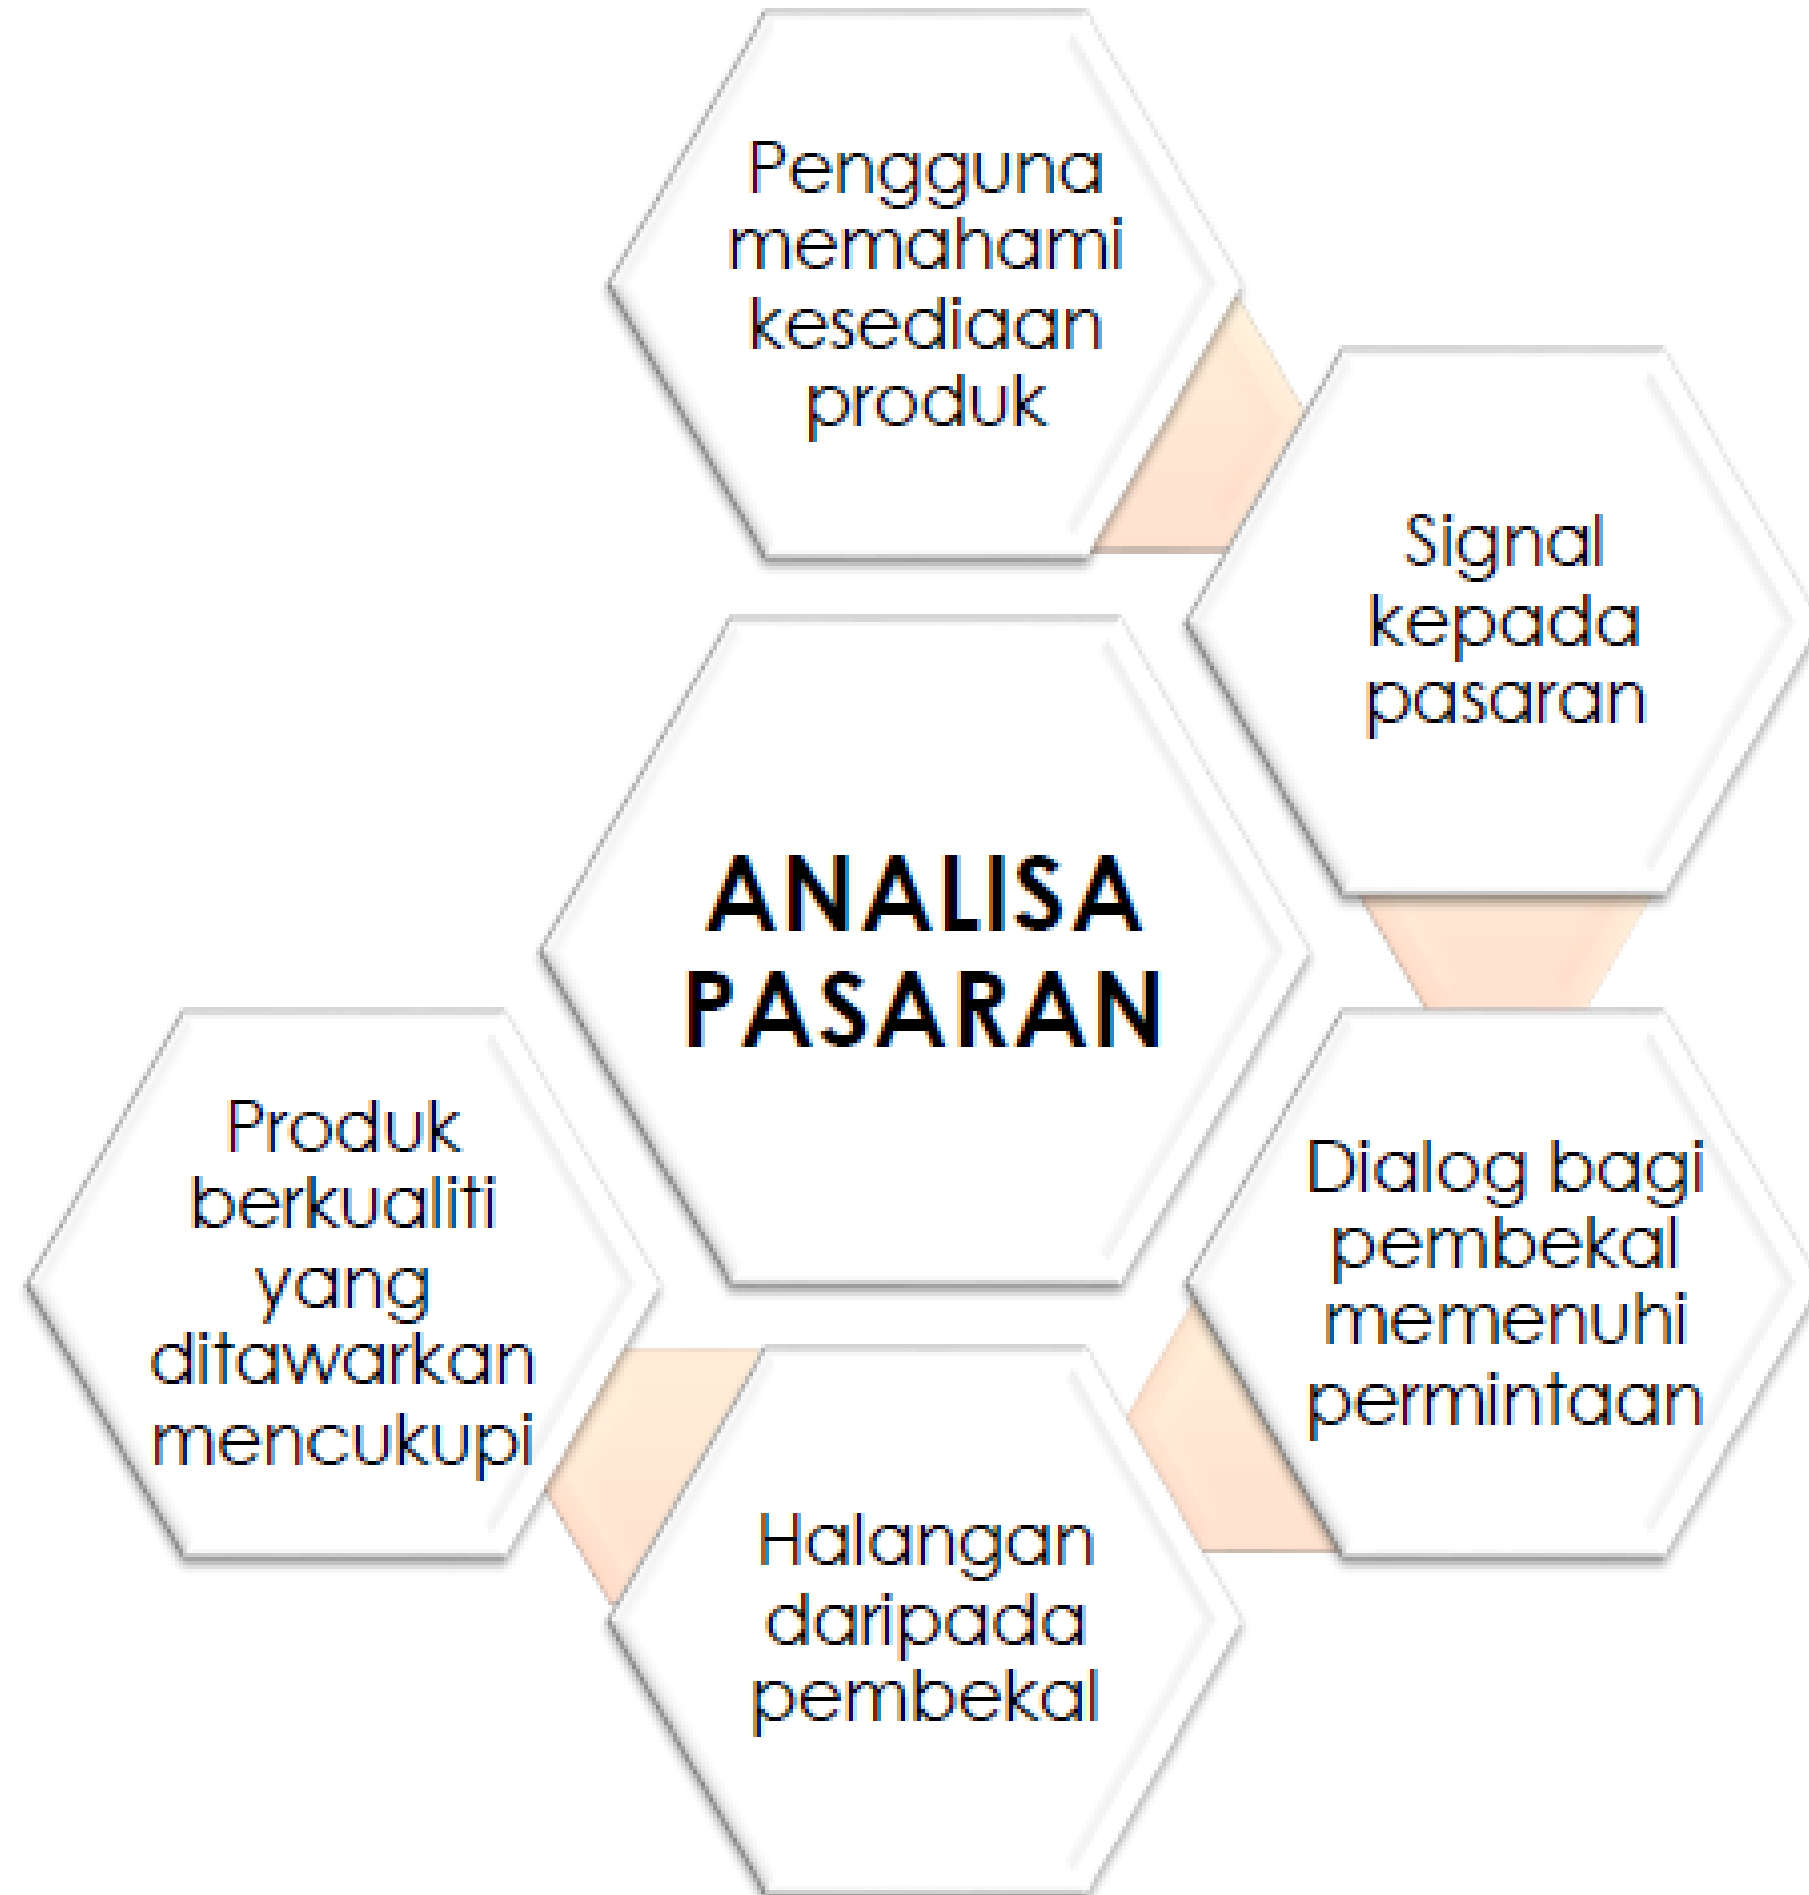 Pengguna
memahami
kesediaan
produk
Signal
kepada
pasaran
ANALISA
PASARAN
Dialog bagi
pembekal
memenuhi
permintaan
Halangan
daripada
pembekal
Produk
berkualiti
yang
ditawarkan
mencukupi